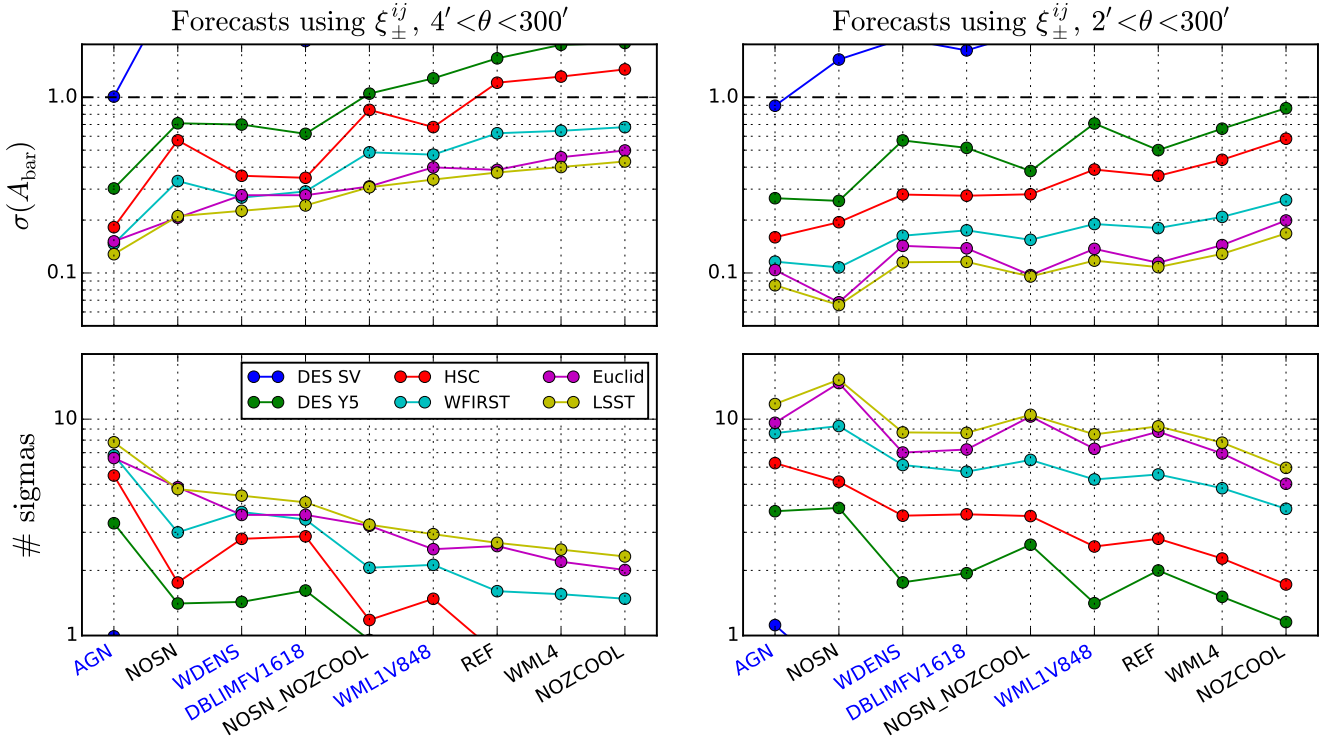 Forecasts using ξ±^{ij}, 4′<θ<300′
Forecasts using ξ±^{ij}, 2′<θ<300′
σ(A_bar)
1.0
0.1
1.0
0.1
# sigmas
10
1
10
1
DES SV
HSC
Euclid
DES Y5
WFIRST
LSST
AGN
NOSN
WDENS
DBLIMFV1618
NOSN_NOZCOOL
WML1V848
REF
WML4
NOZCOOL
AGN
NOSN
WDENS
DBLIMFV1618
NOSN_NOZCOOL
WML1V848
REF
WML4
NOZCOOL